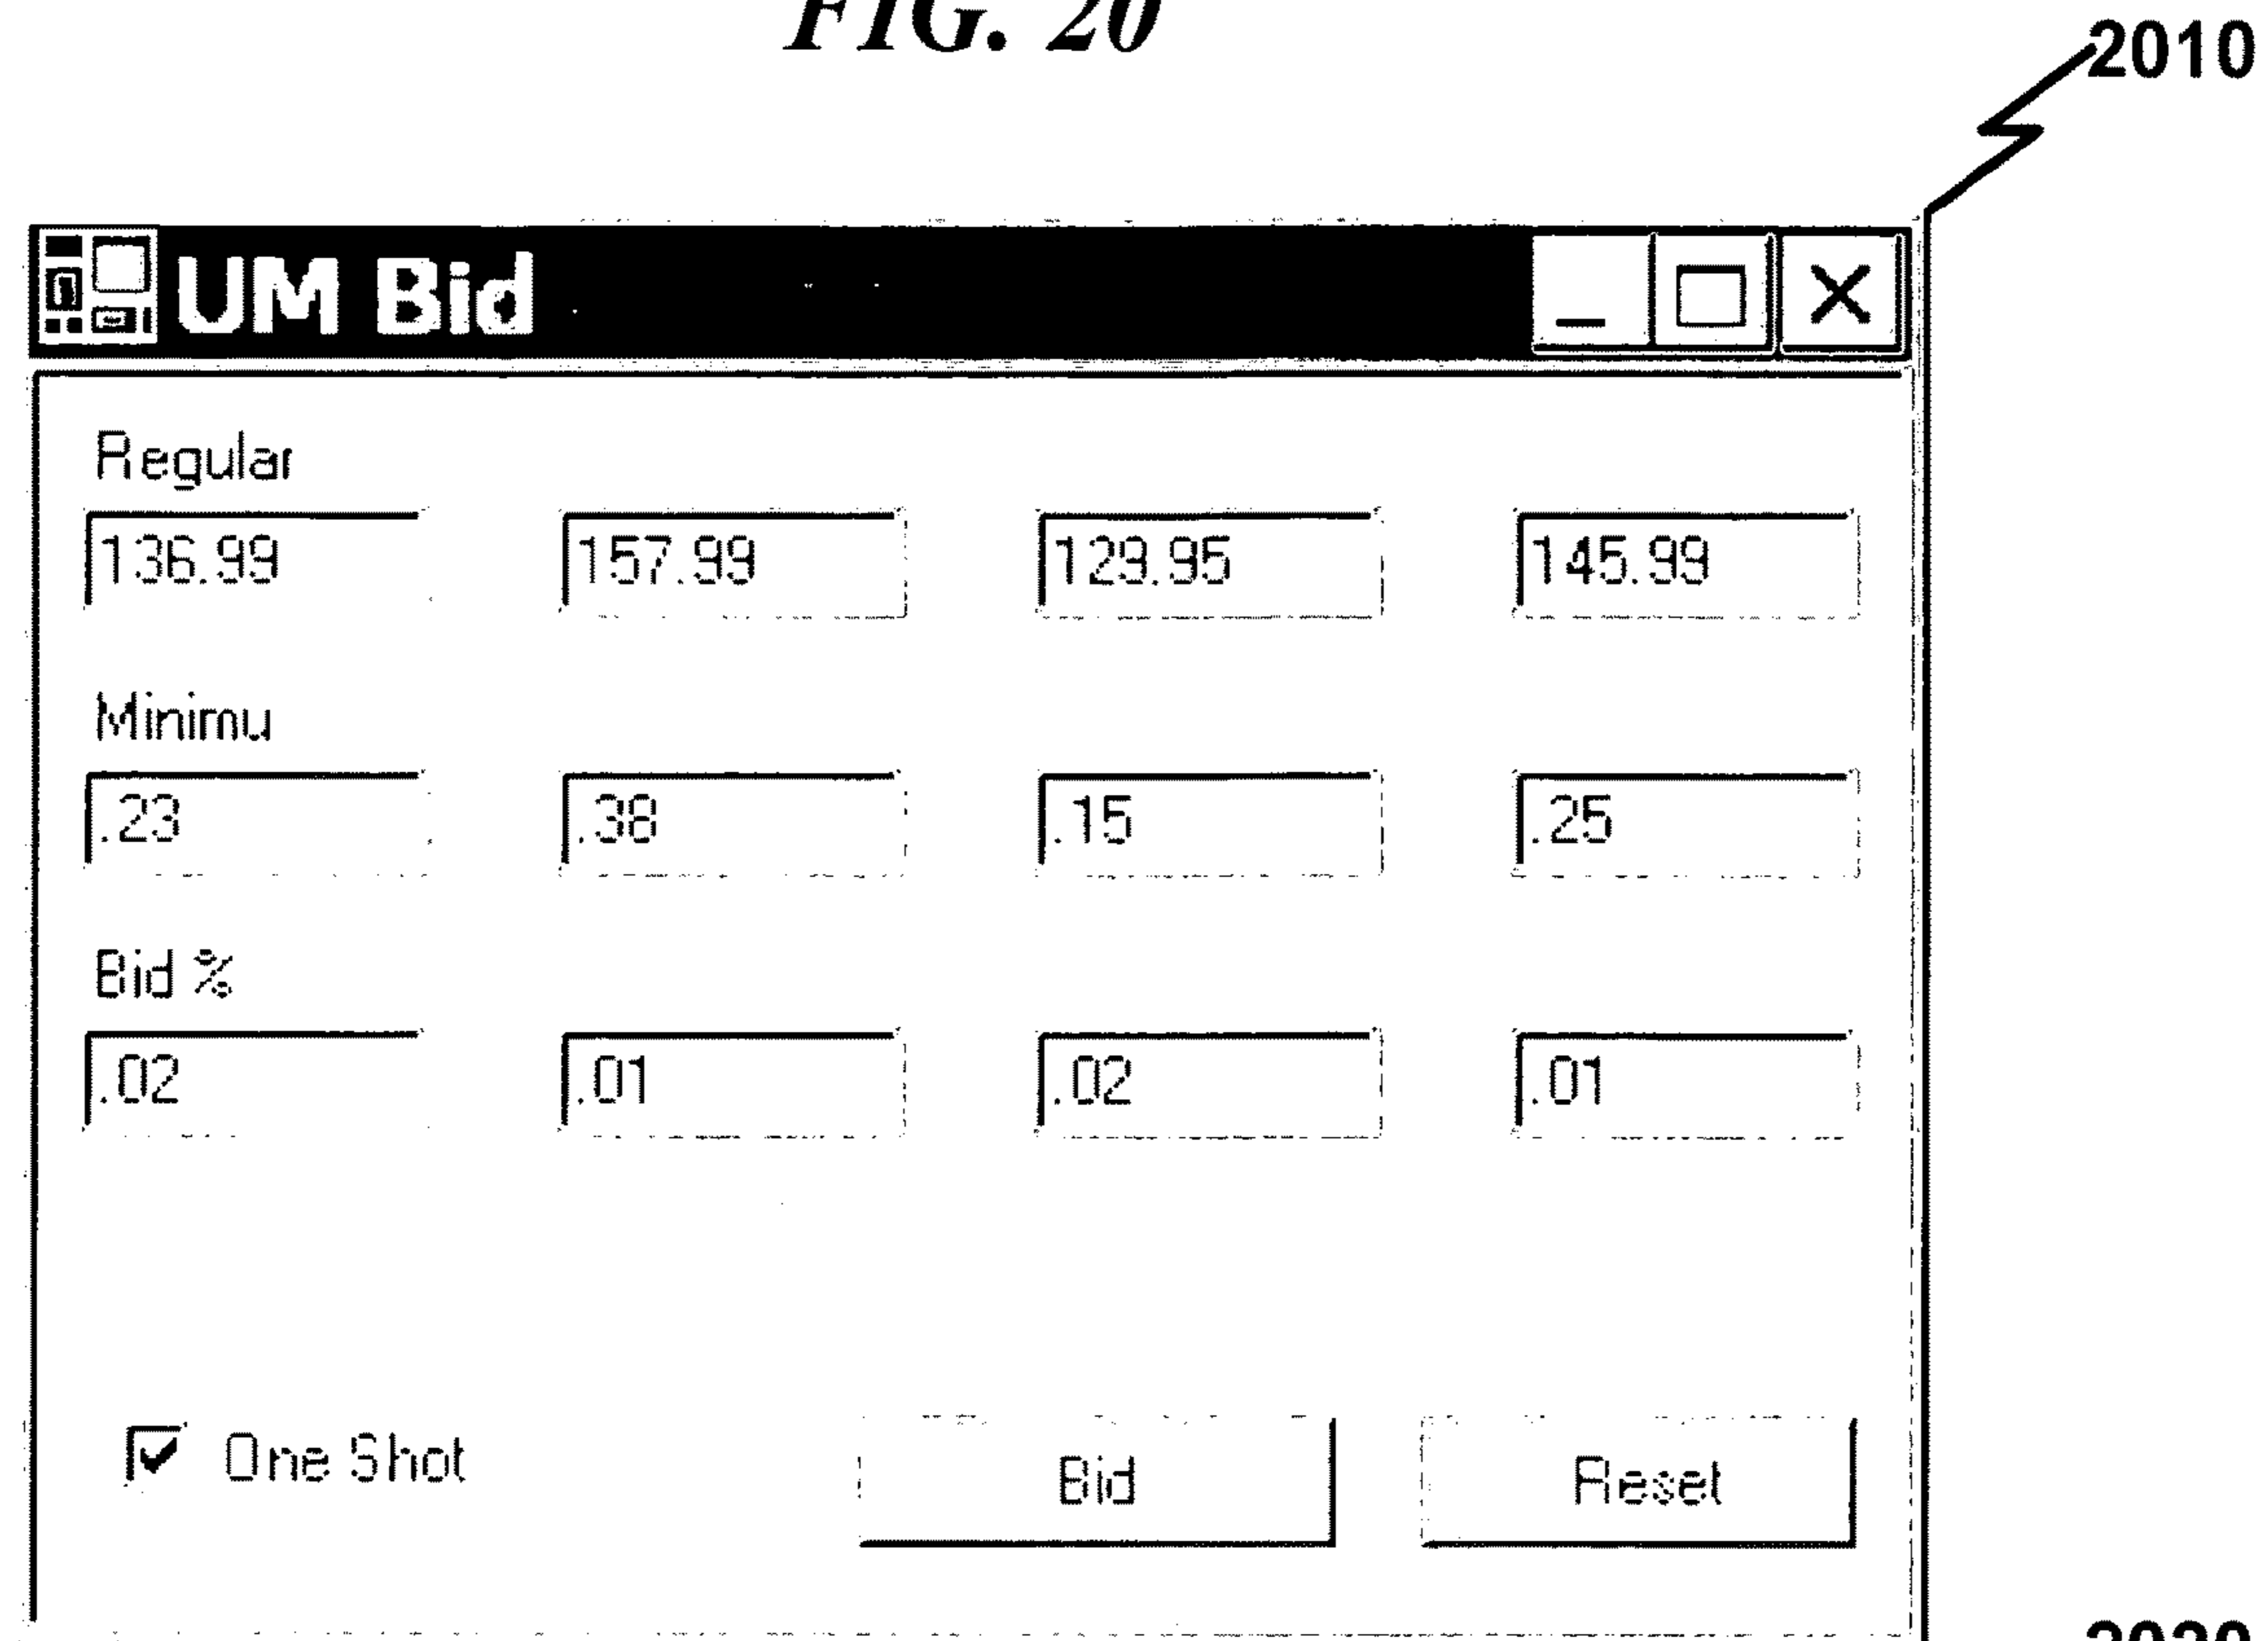 FIG. 20
2010
UM Bid
Regular
136.99 157.99 129.95 145.99
Minimu
.23 .38 .15 .25
Bid %
.02 .01 .02 .01
One Shot Bid Reset